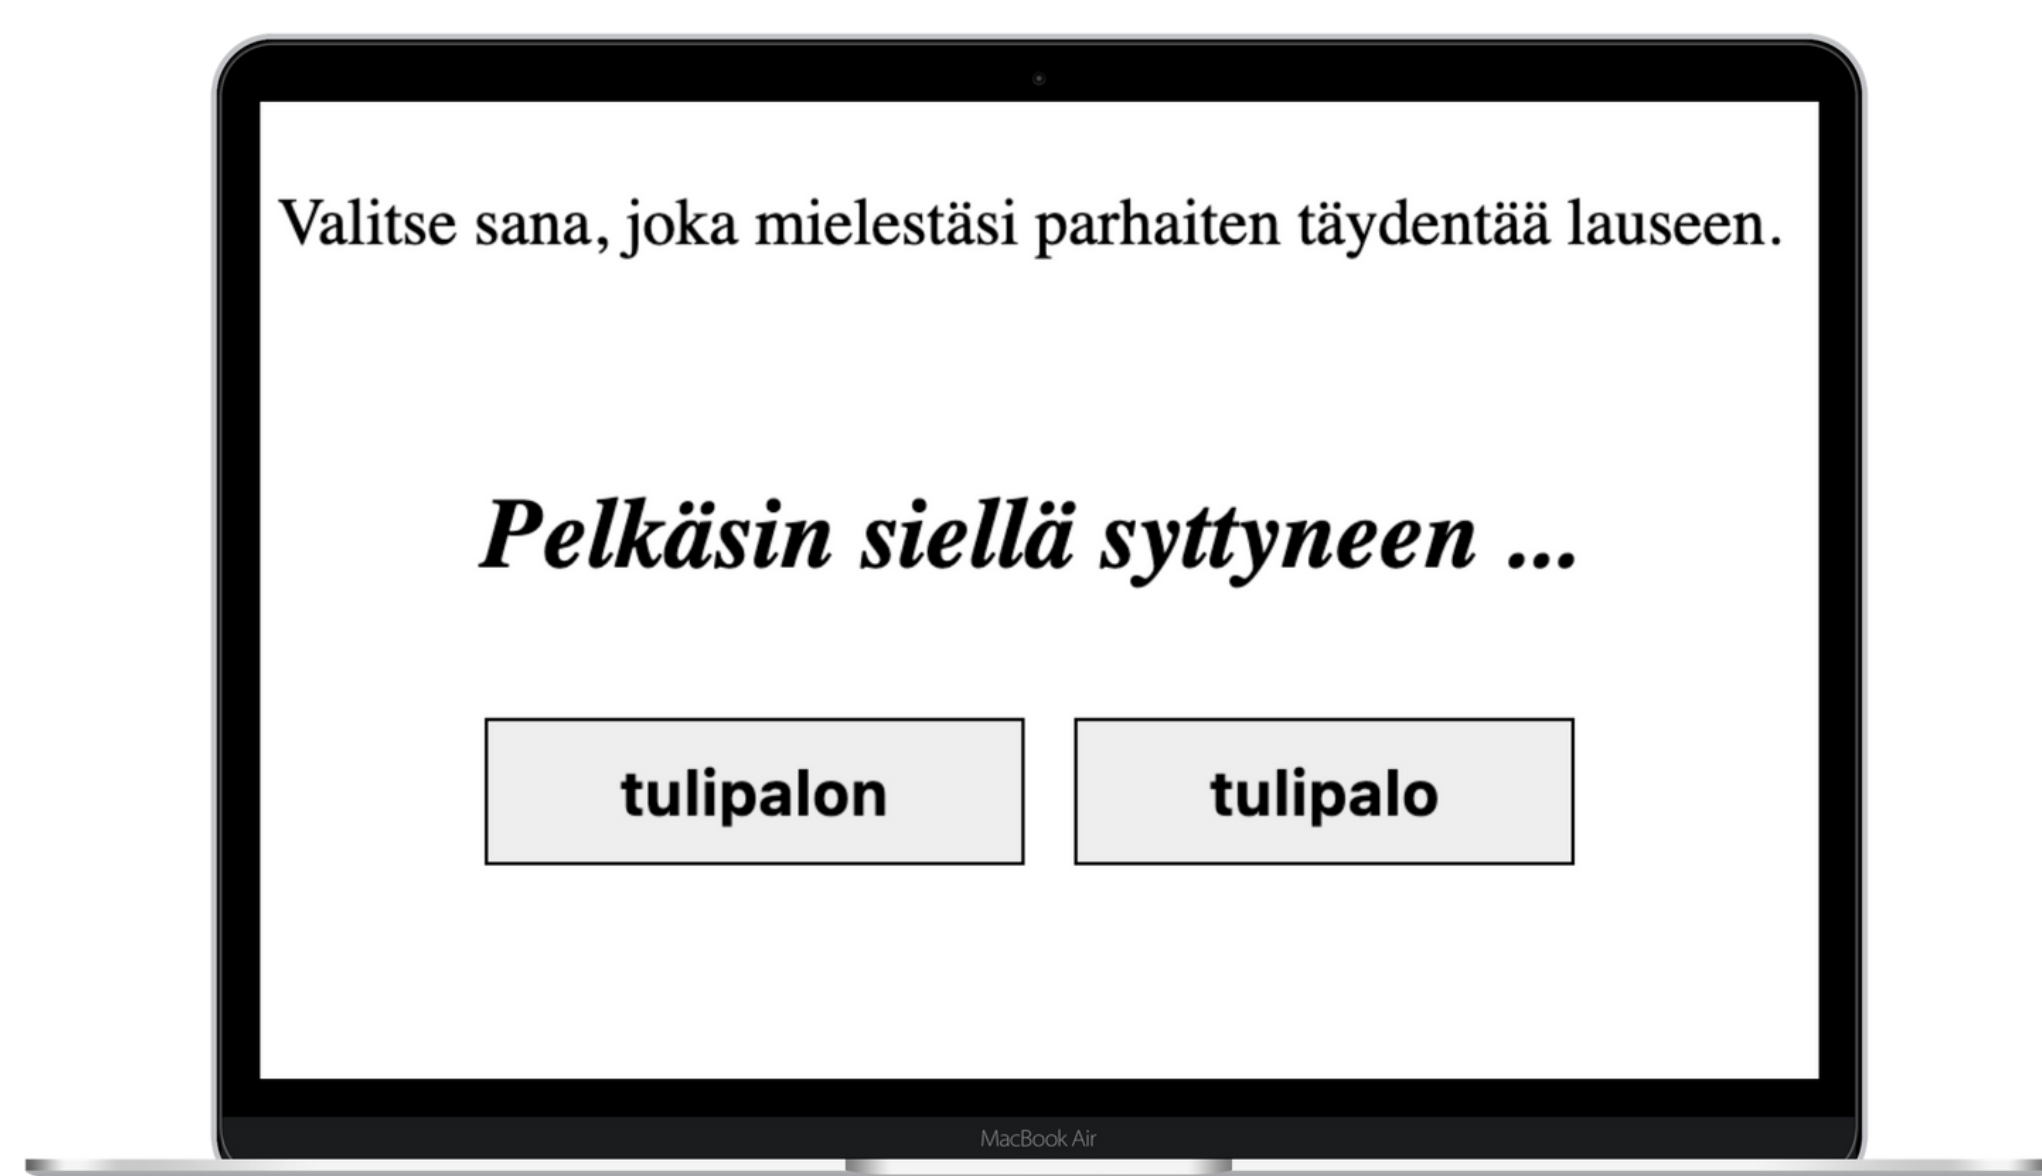 Valitse sana, joka mielestäsi parhaiten täydentää lauseen.
Pelkäsin siellä syttyneen ...
tulipalon tulipalo
MacBook Air